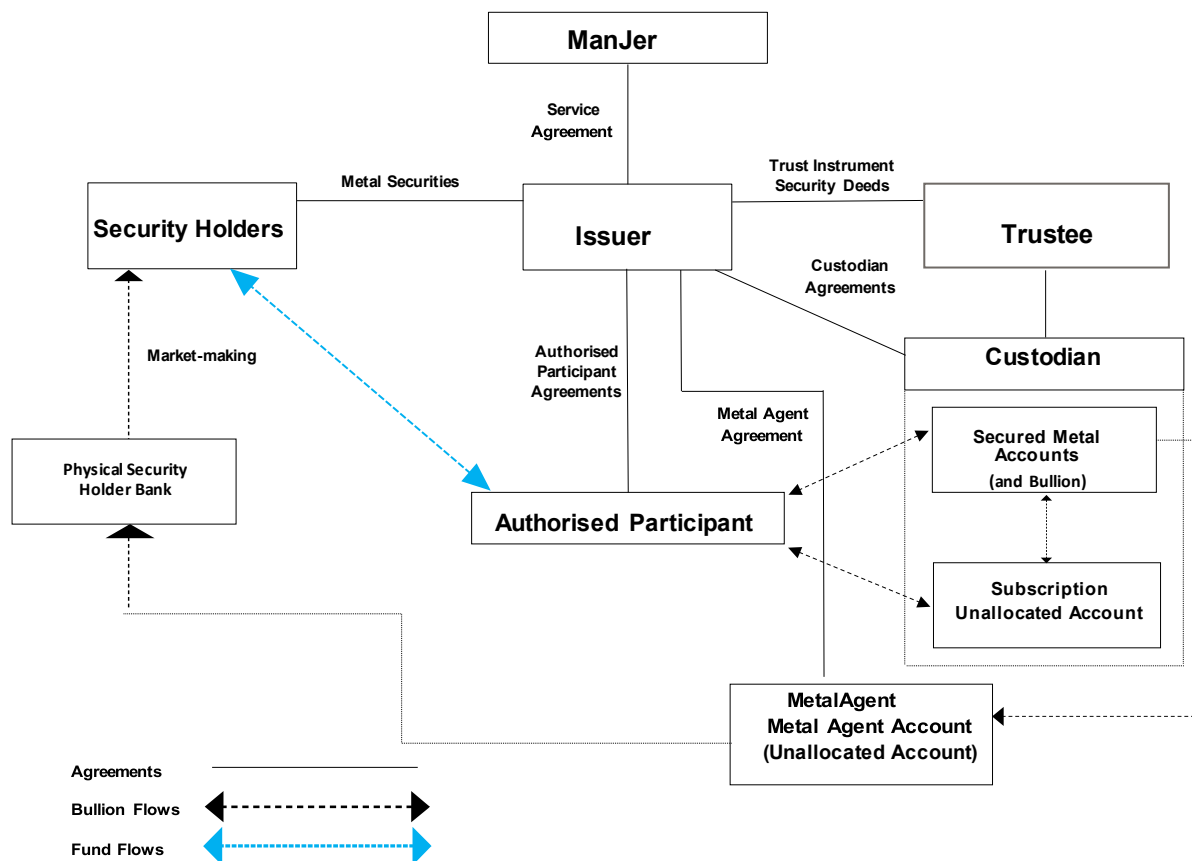 ManJer
Service
Agreement
Trust Instrument
Security Deeds
Metal Securities
Security Holders
Issuer
Trustee
Custodian
Agreements
Market-making
Authorised
Participant
Agreements
Custodian
Metal Agent
Agreement
Secured Metal
Accounts
(and Bullion)
Physical Security
Holder Bank
Authorised Participant
Subscription
Unallocated Account
MetalAgent
Metal Agent Account
(Unallocated Account)
Agreements
Bullion Flows
Fund Flows